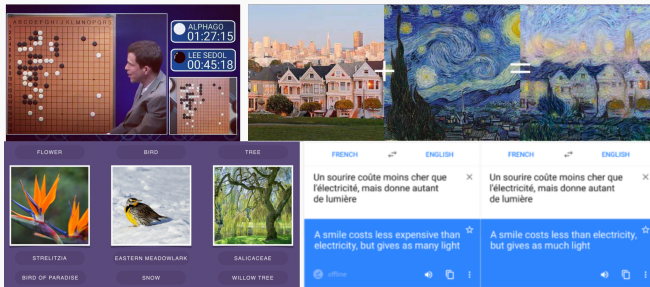 A B C D E F G H J K L M N O P Q R S
ALPHAGO
01:27:15
LEE SEDOL
00:45:18
+
=
FLOWER
BIRD
TREE
STRELITZIA
EASTERN MEADOWLARK
SALICACEAE
BIRD OF PARADISE
SNOW
WILLOW TREE
FRENCH
ENGLISH
Un sourire coûte moins cher que
l'électricité, mais donne autant
de lumière
A smile costs less expensive than
electricity, but gives as many light
offline
FRENCH
ENGLISH
Un sourire coûte moins cher que
l'électricité, mais donne autant
de lumière
A smile costs less than electricity,
but gives as much light